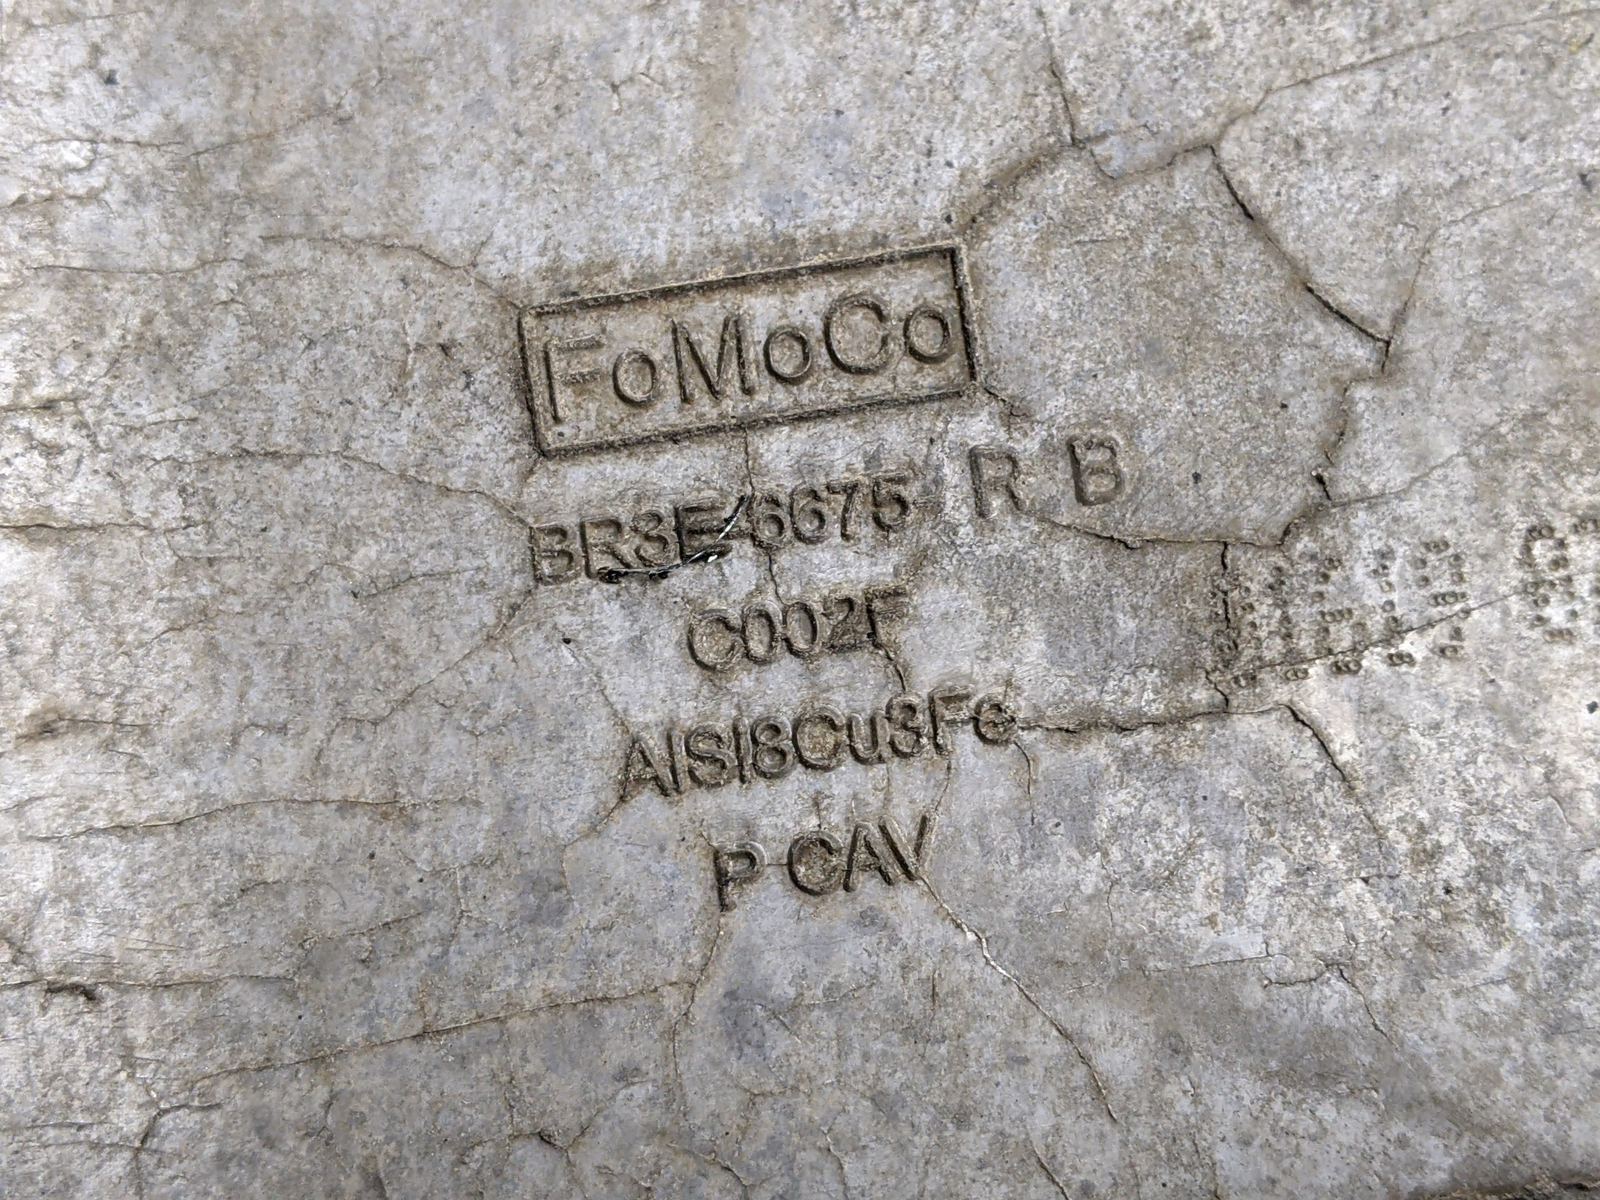 FoMoCo
BR3E-6675-R B
C002F
AlSi8Cu3Fe
P CAV